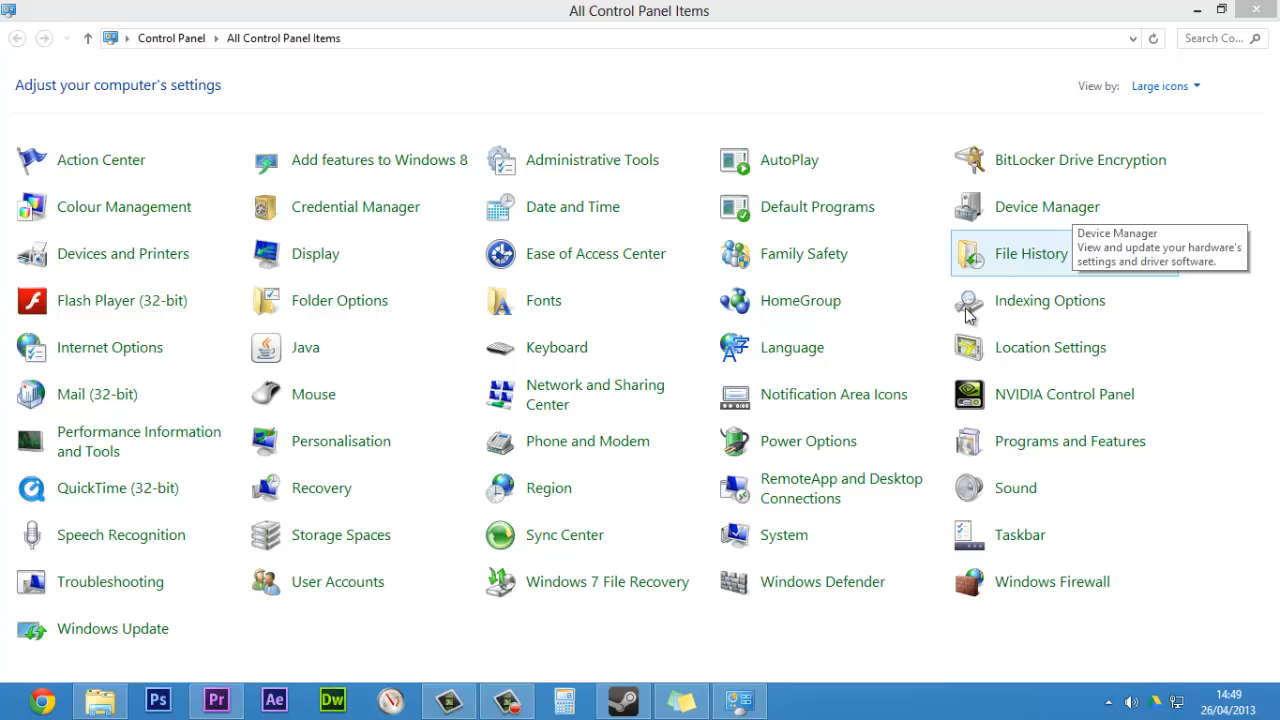 All Control Panel Items
Control Panel All Control Panel Items
Search Co...
Adjust your computer's settings
View by: Large icons
Action Center
Add features to Windows 8
Administrative Tools
AutoPlay
BitLocker Drive Encryption
Colour Management
Credential Manager
Date and Time
Default Programs
Device Manager
Devices and Printers
Display
Ease of Access Center
Family Safety
File History
Device Manager
View and update your hardware's
settings and driver software.
Flash Player (32-bit)
Folder Options
Fonts
HomeGroup
Indexing Options
Internet Options
Java
Keyboard
Language
Location Settings
Mail (32-bit)
Mouse
Network and Sharing
Center
Notification Area Icons
NVIDIA Control Panel
Performance Information
and Tools
Personalisation
Phone and Modem
Power Options
Programs and Features
QuickTime (32-bit)
Recovery
Region
RemoteApp and Desktop
Connections
Sound
Speech Recognition
Storage Spaces
Sync Center
System
Taskbar
Troubleshooting
User Accounts
Windows 7 File Recovery
Windows Defender
Windows Firewall
Windows Update
Ps
Pr
Ae
Dw
14:49
26/04/2013